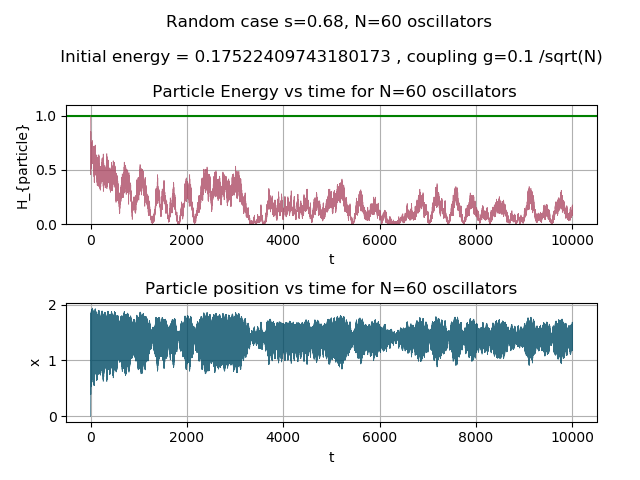 Random case s=0.68, N=60 oscillators
Initial energy = 0.17522409743180173 , coupling g=0.1 /sqrt(N)
Particle Energy vs time for N=60 oscillators
H_{particle}
1.0
0.5
0.0
0 2000 4000 6000 8000 10000
t
Particle position vs time for N=60 oscillators
x
2
1
0
0 2000 4000 6000 8000 10000
t